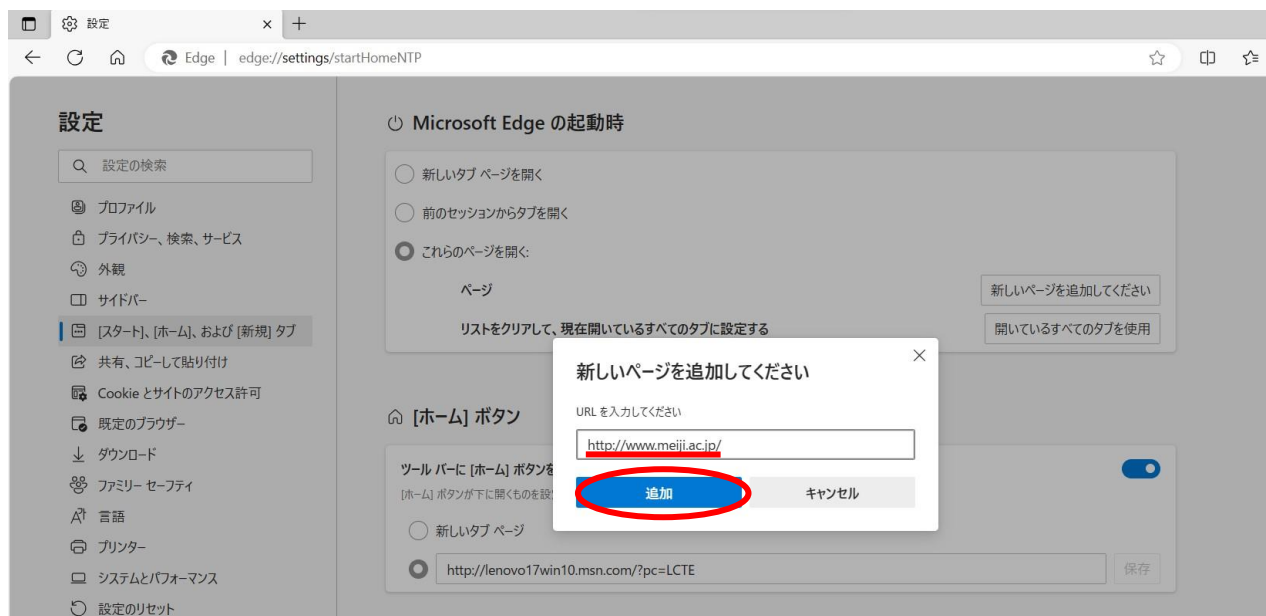 設定
Edge | edge://settings/startHomeNTP
設定
設定の検索
プロファイル
プライバシー、検索、サービス
外観
サイドバー
[スタート]、[ホーム]、および [新規] タブ
共有、コピーして貼り付け
Cookie とサイトのアクセス許可
既定のブラウザー
ダウンロード
ファミリー セーフティ
言語
プリンター
システムとパフォーマンス
設定のリセット
Microsoft Edge の起動時
新しいタブ ページを開く
前のセッションからタブを開く
これらのページを開く:
ページ
新しいページを追加してください
リストをクリアして、現在開いているすべてのタブに設定する
開いているすべてのタブを使用
新しいページを追加してください
URL を入力してください
http://www.meiji.ac.jp/
追加
キャンセル
[ホーム] ボタン
ツール バーに [ホーム] ボタンを
[ホーム] ボタンが下に開くものを設
新しいタブ ページ
http://lenovo17win10.msn.com/?pc=LCTE
保存